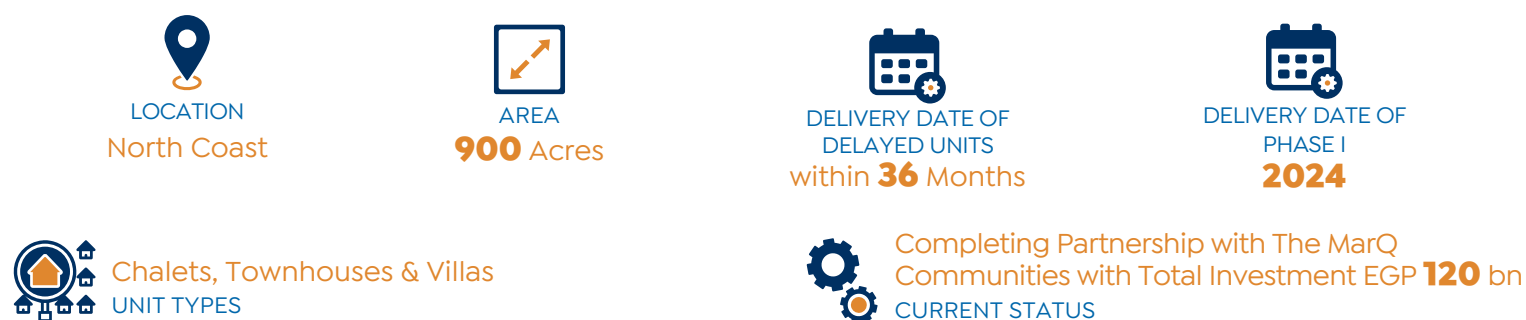 LOCATION
North Coast
AREA
900 Acres
DELIVERY DATE OF
DELAYED UNITS
within 36 Months
DELIVERY DATE OF
PHASE I
2024
Chalets, Townhouses & Villas
UNIT TYPES
Completing Partnership with The MarQ
Communities with Total Investment EGP 120 bn
CURRENT STATUS